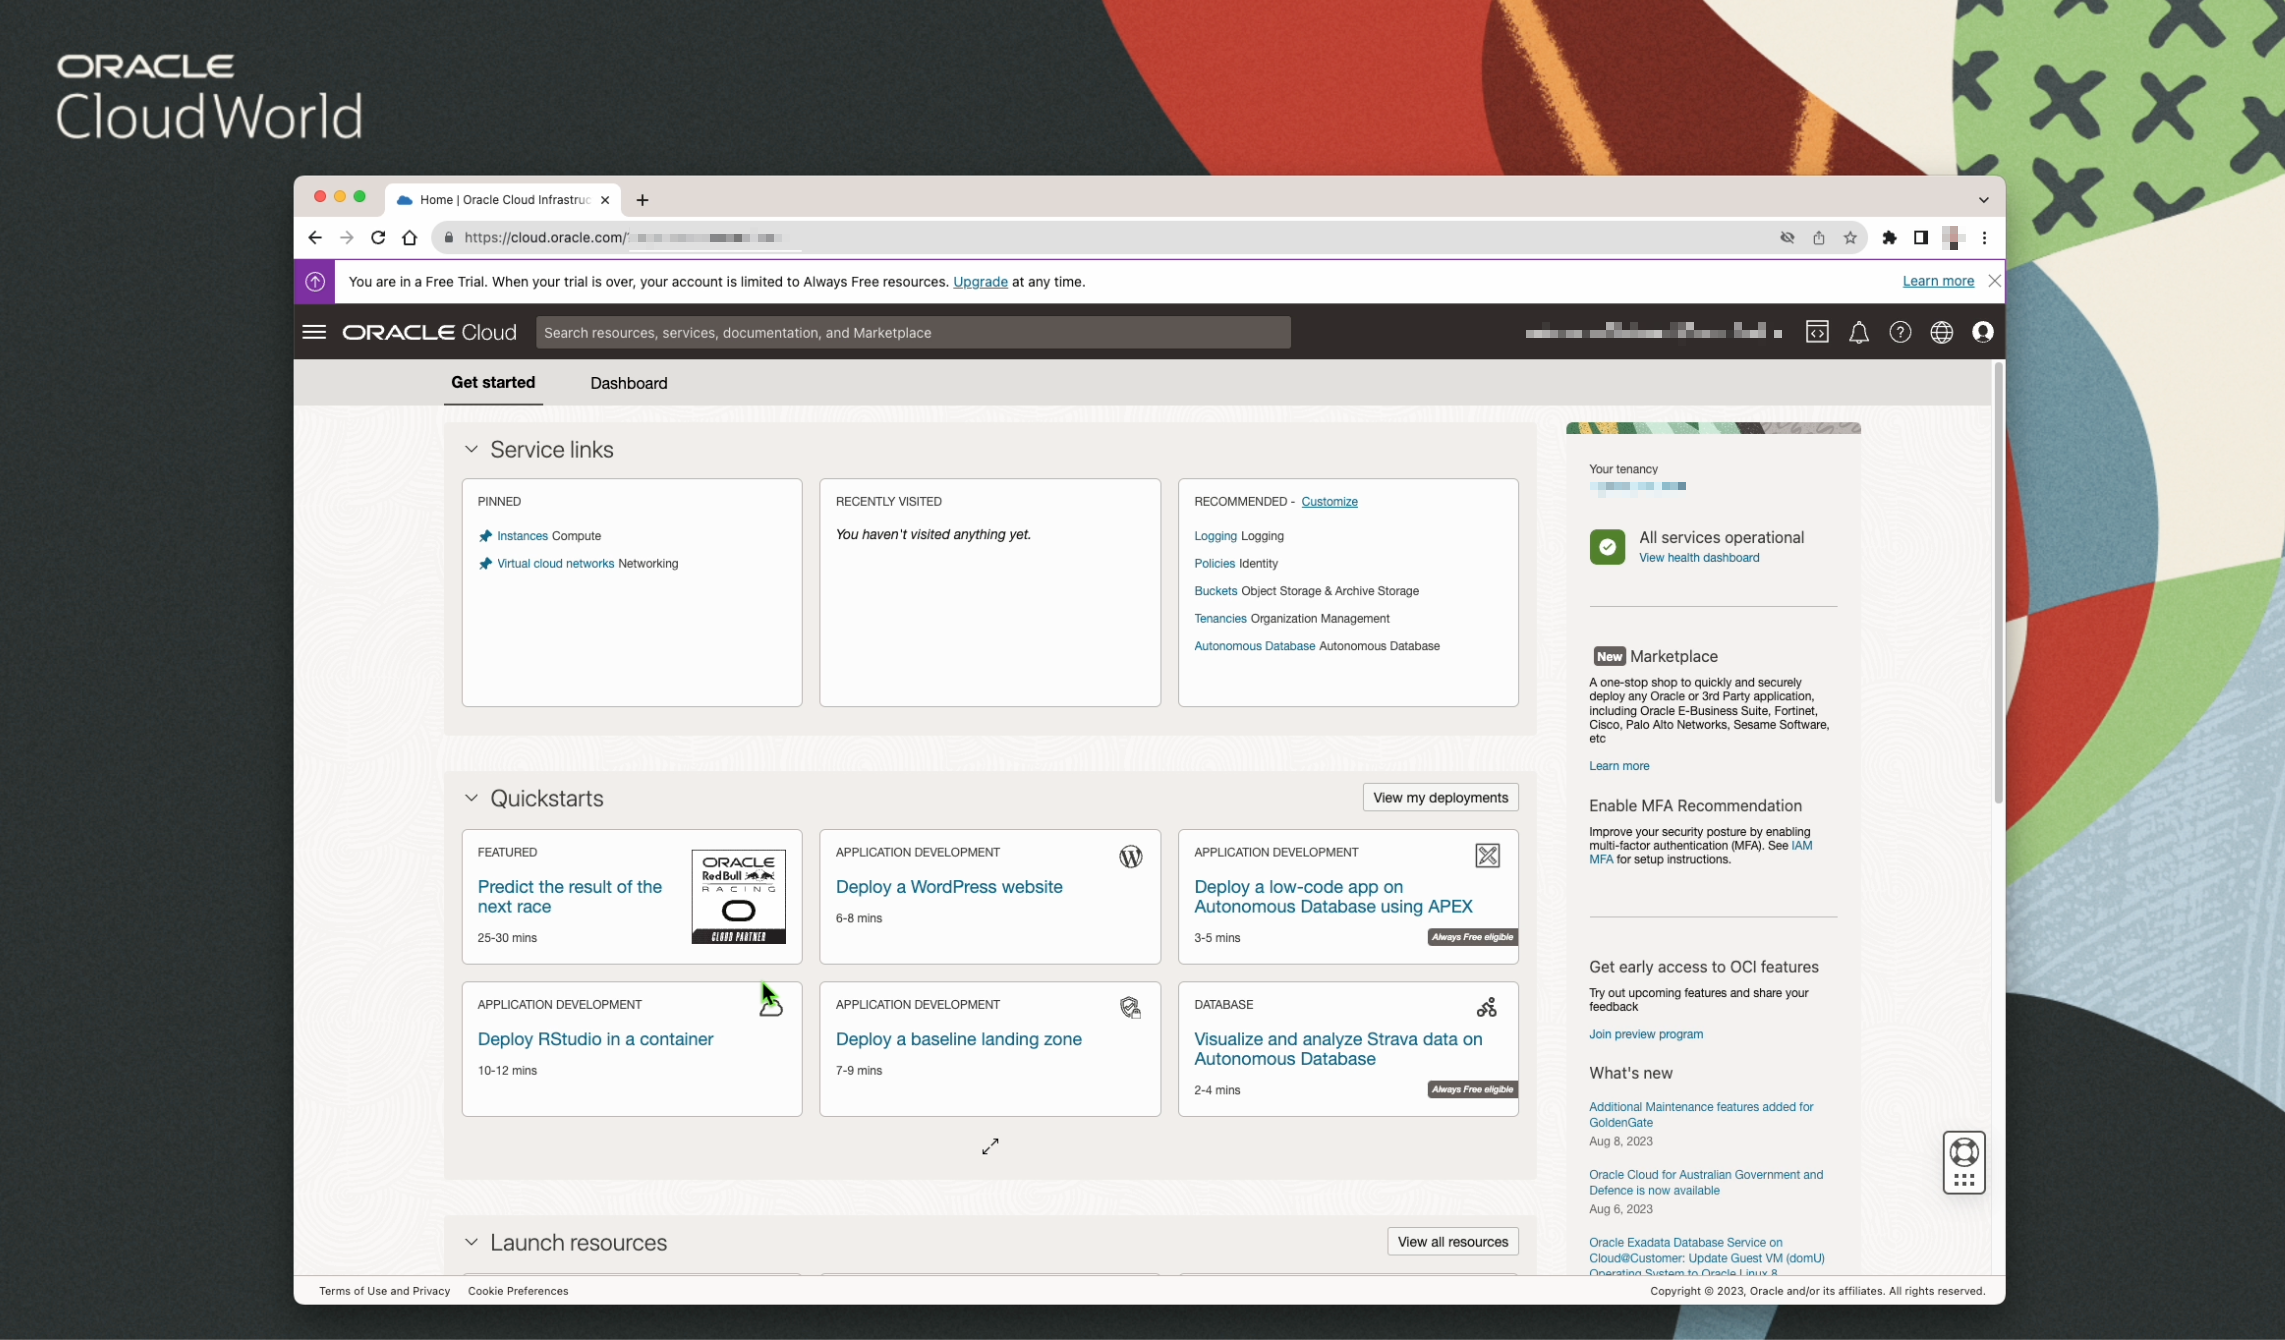 ORACLE
CloudWorld
Home | Oracle Cloud Infrastruc
https://cloud.oracle.com/
You are in a Free Trial. When your trial is over, your account is limited to Always Free resources. Upgrade at any time.
Learn more
ORACLE Cloud
Search resources, services, documentation, and Marketplace
Get started
Dashboard
Service links
PINNED
Instances Compute
Virtual cloud networks Networking
RECENTLY VISITED
You haven't visited anything yet.
RECOMMENDED - Customize
Logging Logging
Policies Identity
Buckets Object Storage & Archive Storage
Tenancies Organization Management
Autonomous Database Autonomous Database
Quickstarts
View my deployments
FEATURED
Predict the result of the
next race
25-30 mins
ORACLE
Red Bull
RACING
CLOUD PARTNER
APPLICATION DEVELOPMENT
Deploy a WordPress website
6-8 mins
APPLICATION DEVELOPMENT
Deploy a low-code app on
Autonomous Database using APEX
3-5 mins
Always Free eligible
APPLICATION DEVELOPMENT
Deploy RStudio in a container
10-12 mins
APPLICATION DEVELOPMENT
Deploy a baseline landing zone
7-9 mins
DATABASE
Visualize and analyze Strava data on
Autonomous Database
2-4 mins
Always Free eligible
Launch resources
View all resources
Your tenancy
All services operational
View health dashboard
New Marketplace
A one-stop shop to quickly and securely
deploy any Oracle or 3rd Party application,
including Oracle E-Business Suite, Fortinet,
Cisco, Palo Alto Networks, Sesame Software,
etc
Learn more
Enable MFA Recommendation
Improve your security posture by enabling
multi-factor authentication (MFA). See IAM
MFA for setup instructions.
Get early access to OCI features
Try out upcoming features and share your
feedback
Join preview program
What's new
Additional Maintenance features added for
GoldenGate
Aug 8, 2023
Oracle Cloud for Australian Government and
Defence is now available
Aug 6, 2023
Oracle Exadata Database Service on
Cloud@Customer: Update Guest VM (domU)
Operating System to Oracle Linux 8
Terms of Use and Privacy
Cookie Preferences
Copyright © 2023, Oracle and/or its affiliates. All rights reserved.